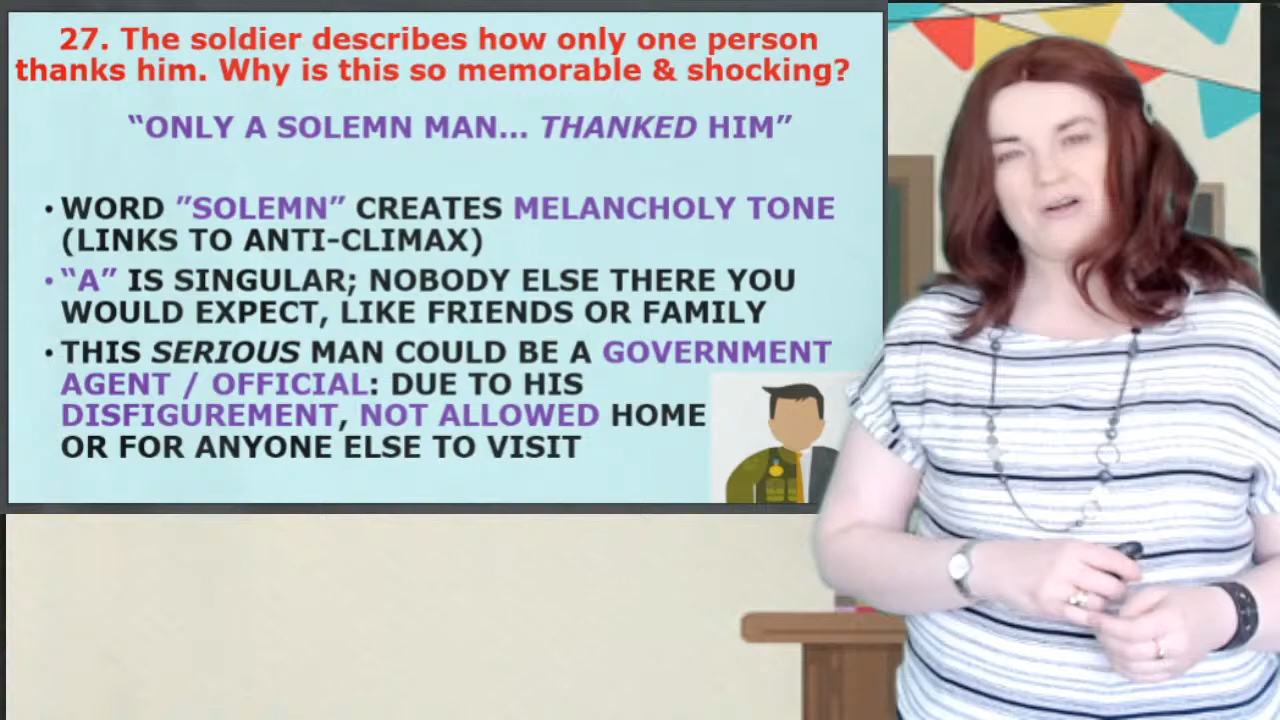 27. The soldier describes how only one person
thanks him. Why is this so memorable & shocking?
“ONLY A SOLEMN MAN... THANKED HIM”
• WORD ”SOLEMN” CREATES MELANCHOLY TONE
(LINKS TO ANTI-CLIMAX)
• “A” IS SINGULAR; NOBODY ELSE THERE YOU
WOULD EXPECT, LIKE FRIENDS OR FAMILY
• THIS SERIOUS MAN COULD BE A GOVERNMENT
AGENT / OFFICIAL: DUE TO HIS
DISFIGUREMENT, NOT ALLOWED HOME
OR FOR ANYONE ELSE TO VISIT